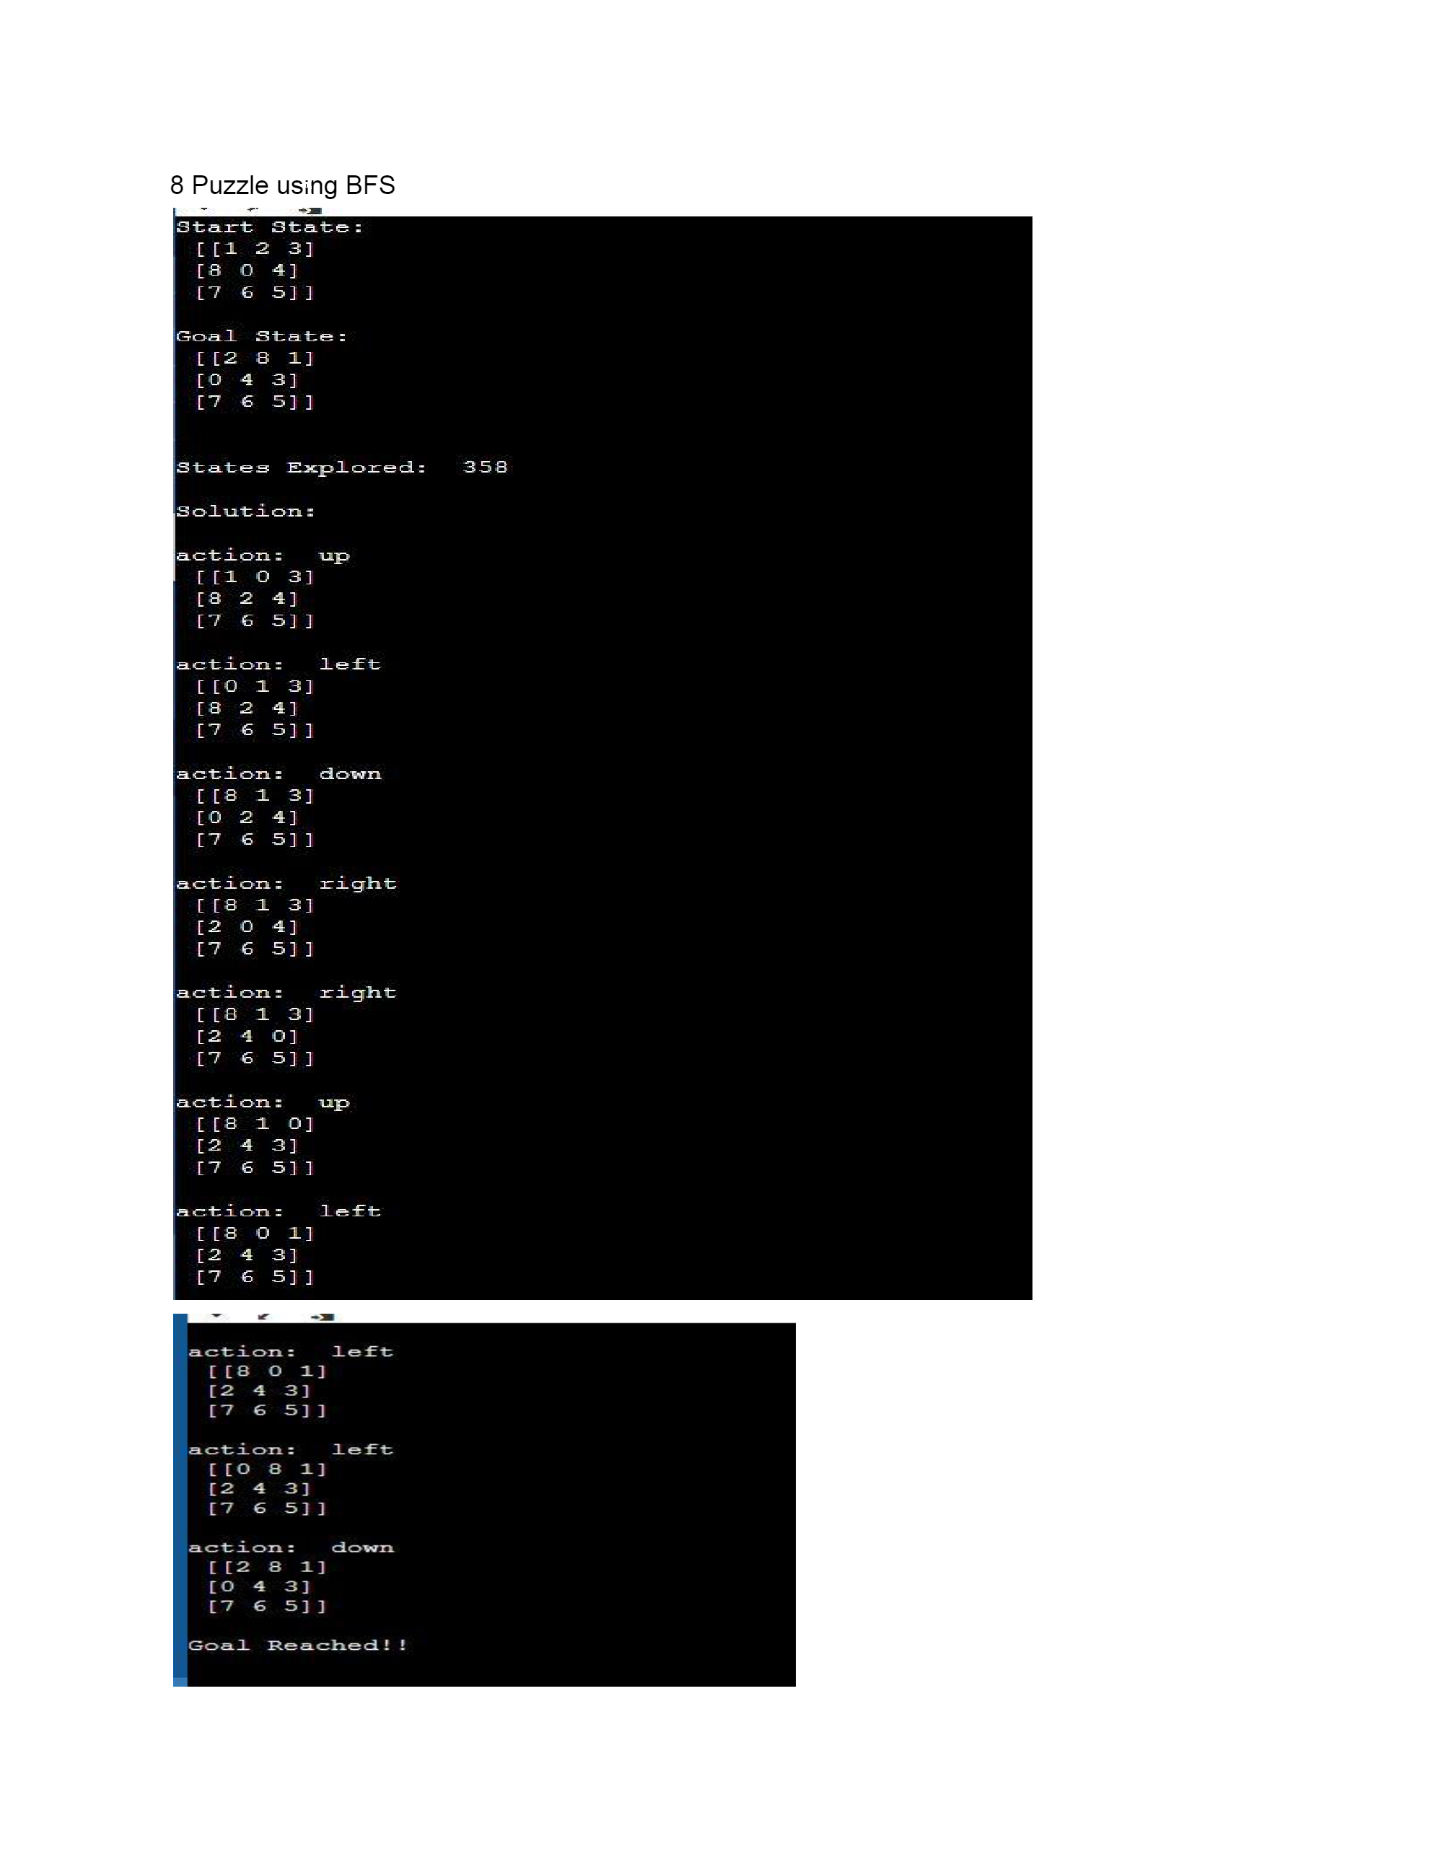 8 Puzzle using BFS
Start State:
[[1 2 3]
[8 0 4]
[7 6 5]]
Goal State:
[[2 8 1]
[0 4 3]
[7 6 5]]
States Explored: 358
Solution:
action: up
[[1 0 3]
[8 2 4]
[7 6 5]]
action: left
[[0 1 3]
[8 2 4]
[7 6 5]]
action: down
[[8 1 3]
[0 2 4]
[7 6 5]]
action: right
[[8 1 3]
[2 0 4]
[7 6 5]]
action: right
[[8 1 3]
[2 4 0]
[7 6 5]]
action: up
[[8 1 0]
[2 4 3]
[7 6 5]]
action: left
[[8 0 1]
[2 4 3]
[7 6 5]]
action: left
[[8 0 1]
[2 4 3]
[7 6 5]]
action: left
[[0 8 1]
[2 4 3]
[7 6 5]]
action: down
[[2 8 1]
[0 4 3]
[7 6 5]]
Goal Reached!!